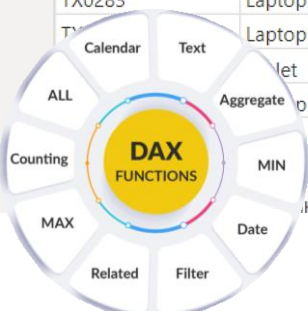 TX0283 Laptop
Laptop
Calendar
Text
ALL
Aggregate
Counting
DAX
FUNCTIONS
MIN
MAX
Date
Related
Filter